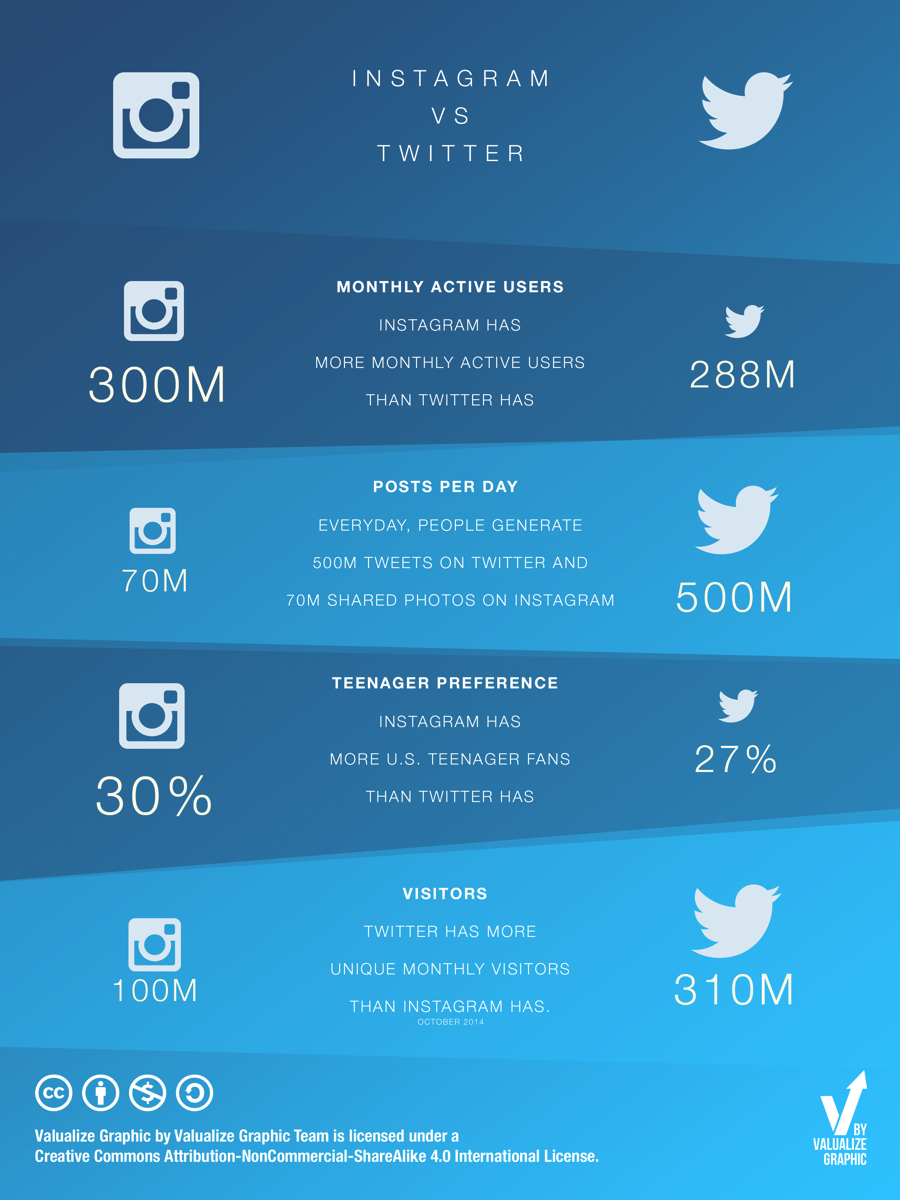 INSTAGRAM
VS
TWITTER
MONTHLY ACTIVE USERS
INSTAGRAM HAS
MORE MONTHLY ACTIVE USERS
THAN TWITTER HAS
300M
288M
POSTS PER DAY
EVERYDAY, PEOPLE GENERATE
500M TWEETS ON TWITTER AND
70M SHARED PHOTOS ON INSTAGRAM
70M
500M
TEENAGER PREFERENCE
INSTAGRAM HAS
MORE U.S. TEENAGER FANS
THAN TWITTER HAS
30%
27%
VISITORS
TWITTER HAS MORE
UNIQUE MONTHLY VISITORS
THAN INSTAGRAM HAS.
OCTOBER 2014
100M
310M
cc
Valualize Graphic by Valualize Graphic Team is licensed under a
Creative Commons Attribution-NonCommercial-ShareAlike 4.0 International License.
V BY
VALUALIZE
GRAPHIC